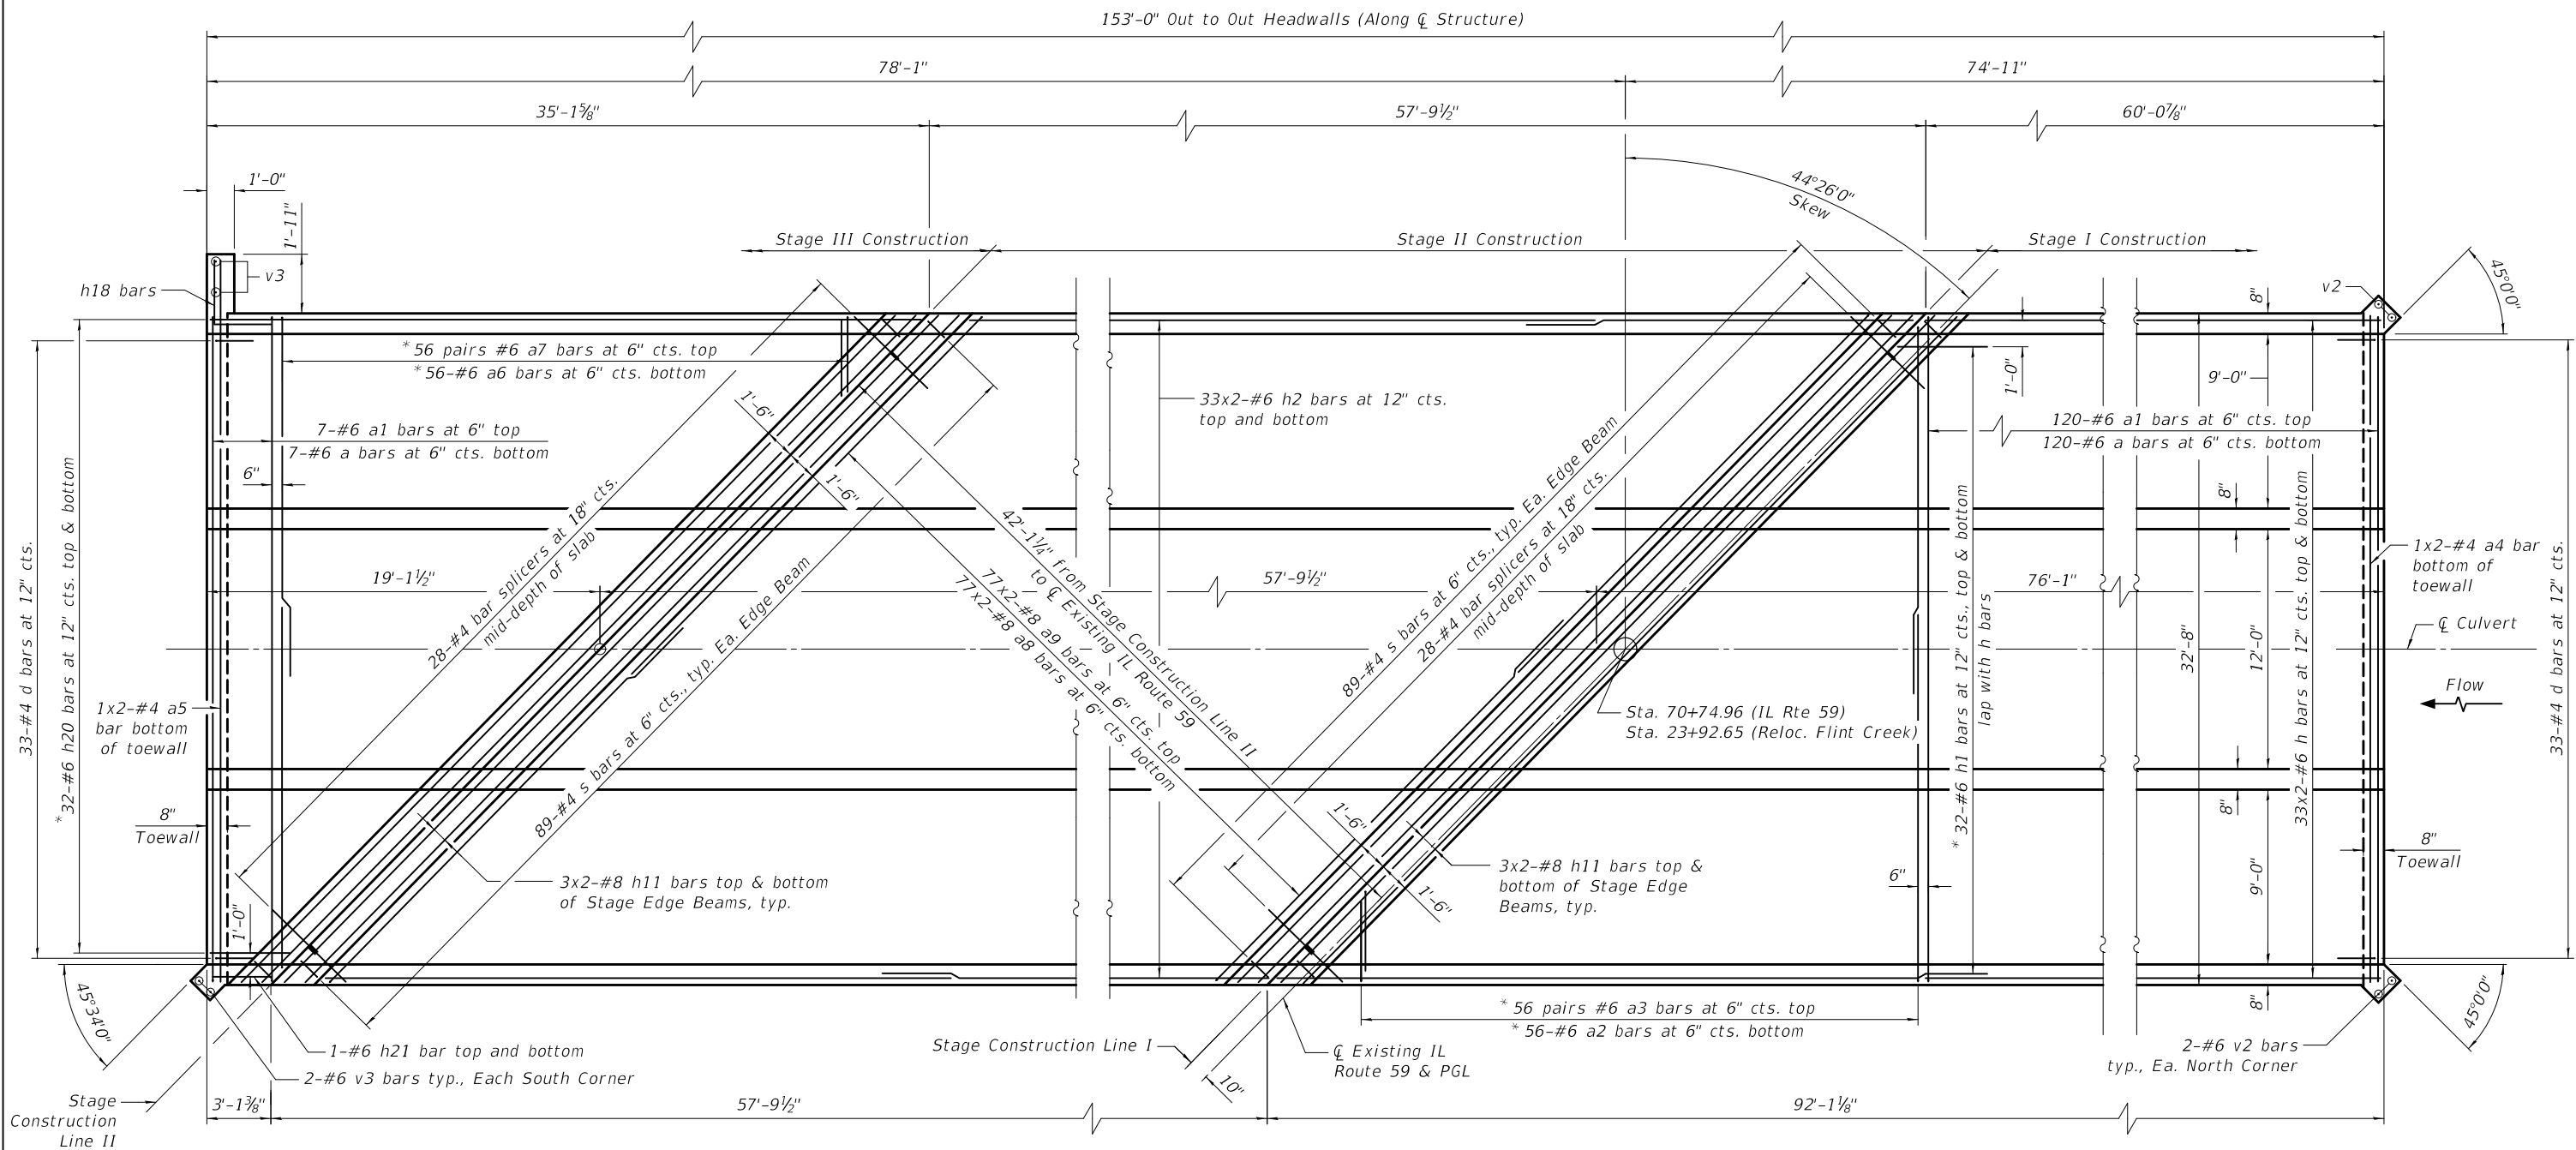 153'-0" Out to Out Headwalls (Along ℄ Structure)
78'-1"
74'-11"
35'-1⅝"
57'-9½"
60'-0⅞"
1'-0"
1'-11"
44°26'0"
Skew
Stage III Construction
Stage II Construction
Stage I Construction
45°0'0"
v3
h18 bars
v2
8"
*56 pairs #6 a7 bars at 6" cts. top
*56-#6 a6 bars at 6" cts. bottom
1'-0"
9'-0"
1'-6"
33x2-#6 h2 bars at 12" cts.
top and bottom
7-#6 a1 bars at 6" top
7-#6 a bars at 6" cts. bottom
120-#6 a1 bars at 6" cts. top
120-#6 a bars at 6" cts. bottom
6"
1'-6"
8"
28-#4 bar splicers at 18" cts.
mid-depth of slab
89-#4 s bars at 6" cts., typ. Ea. Edge Beam
42'-1¼" from Stage Construction Line II
to ℄ Existing IL Route 59
77x2-#8 a9 bars at 6" cts. top
77x2-#8 a8 bars at 6" cts. bottom
89-#4 s bars at 6" cts., typ. Ea. Edge Beam
28-#4 bar splicers at 18" cts.
mid-depth of slab
33-#4 d bars at 12" cts.
*32-#6 h20 bars at 12" cts. top & bottom
*32-#6 h1 bars at 12" cts., top & bottom
lap with h bars
33x2-#6 h bars at 12" cts. top & bottom
33-#4 d bars at 12" cts.
1x2-#4 a4 bar
bottom of
toewall
19'-1½"
57'-9½"
76'-1"
℄ Culvert
32'-8"
12'-0"
Flow
1x2-#4 a5
bar bottom
of toewall
Sta. 70+74.96 (IL Rte 59)
Sta. 23+92.65 (Reloc. Flint Creek)
8"
Toewall
1'-6"
8"
8"
Toewall
3x2-#8 h11 bars top & bottom
of Stage Edge Beams, typ.
3x2-#8 h11 bars top &
bottom of Stage Edge
Beams, typ.
6"
9'-0"
1'-6"
1'-0"
45°34'0"
*56 pairs #6 a3 bars at 6" cts. top
*56-#6 a2 bars at 6" cts. bottom
8"
45°0'0"
1-#6 h21 bar top and bottom
Stage Construction Line I
℄ Existing IL
Route 59 & PGL
2-#6 v2 bars
typ., Ea. North Corner
2-#6 v3 bars typ., Each South Corner
10"
Stage
Construction
Line II
3'-1⅜"
57'-9½"
92'-1⅛"